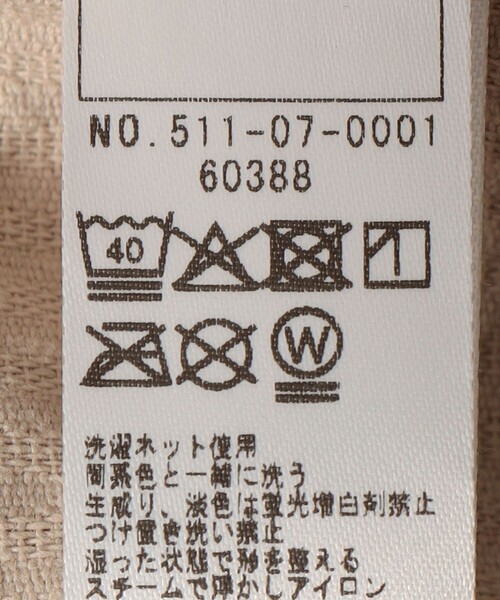 NO.511-07-0001
60388
40
W
洗濯ネット使用
同系色と一緒に洗う
生成り、淡色は蛍光増白剤禁止
つけ置き洗い禁止
湿った状態で形を整える
スチームで浮かしアイロン